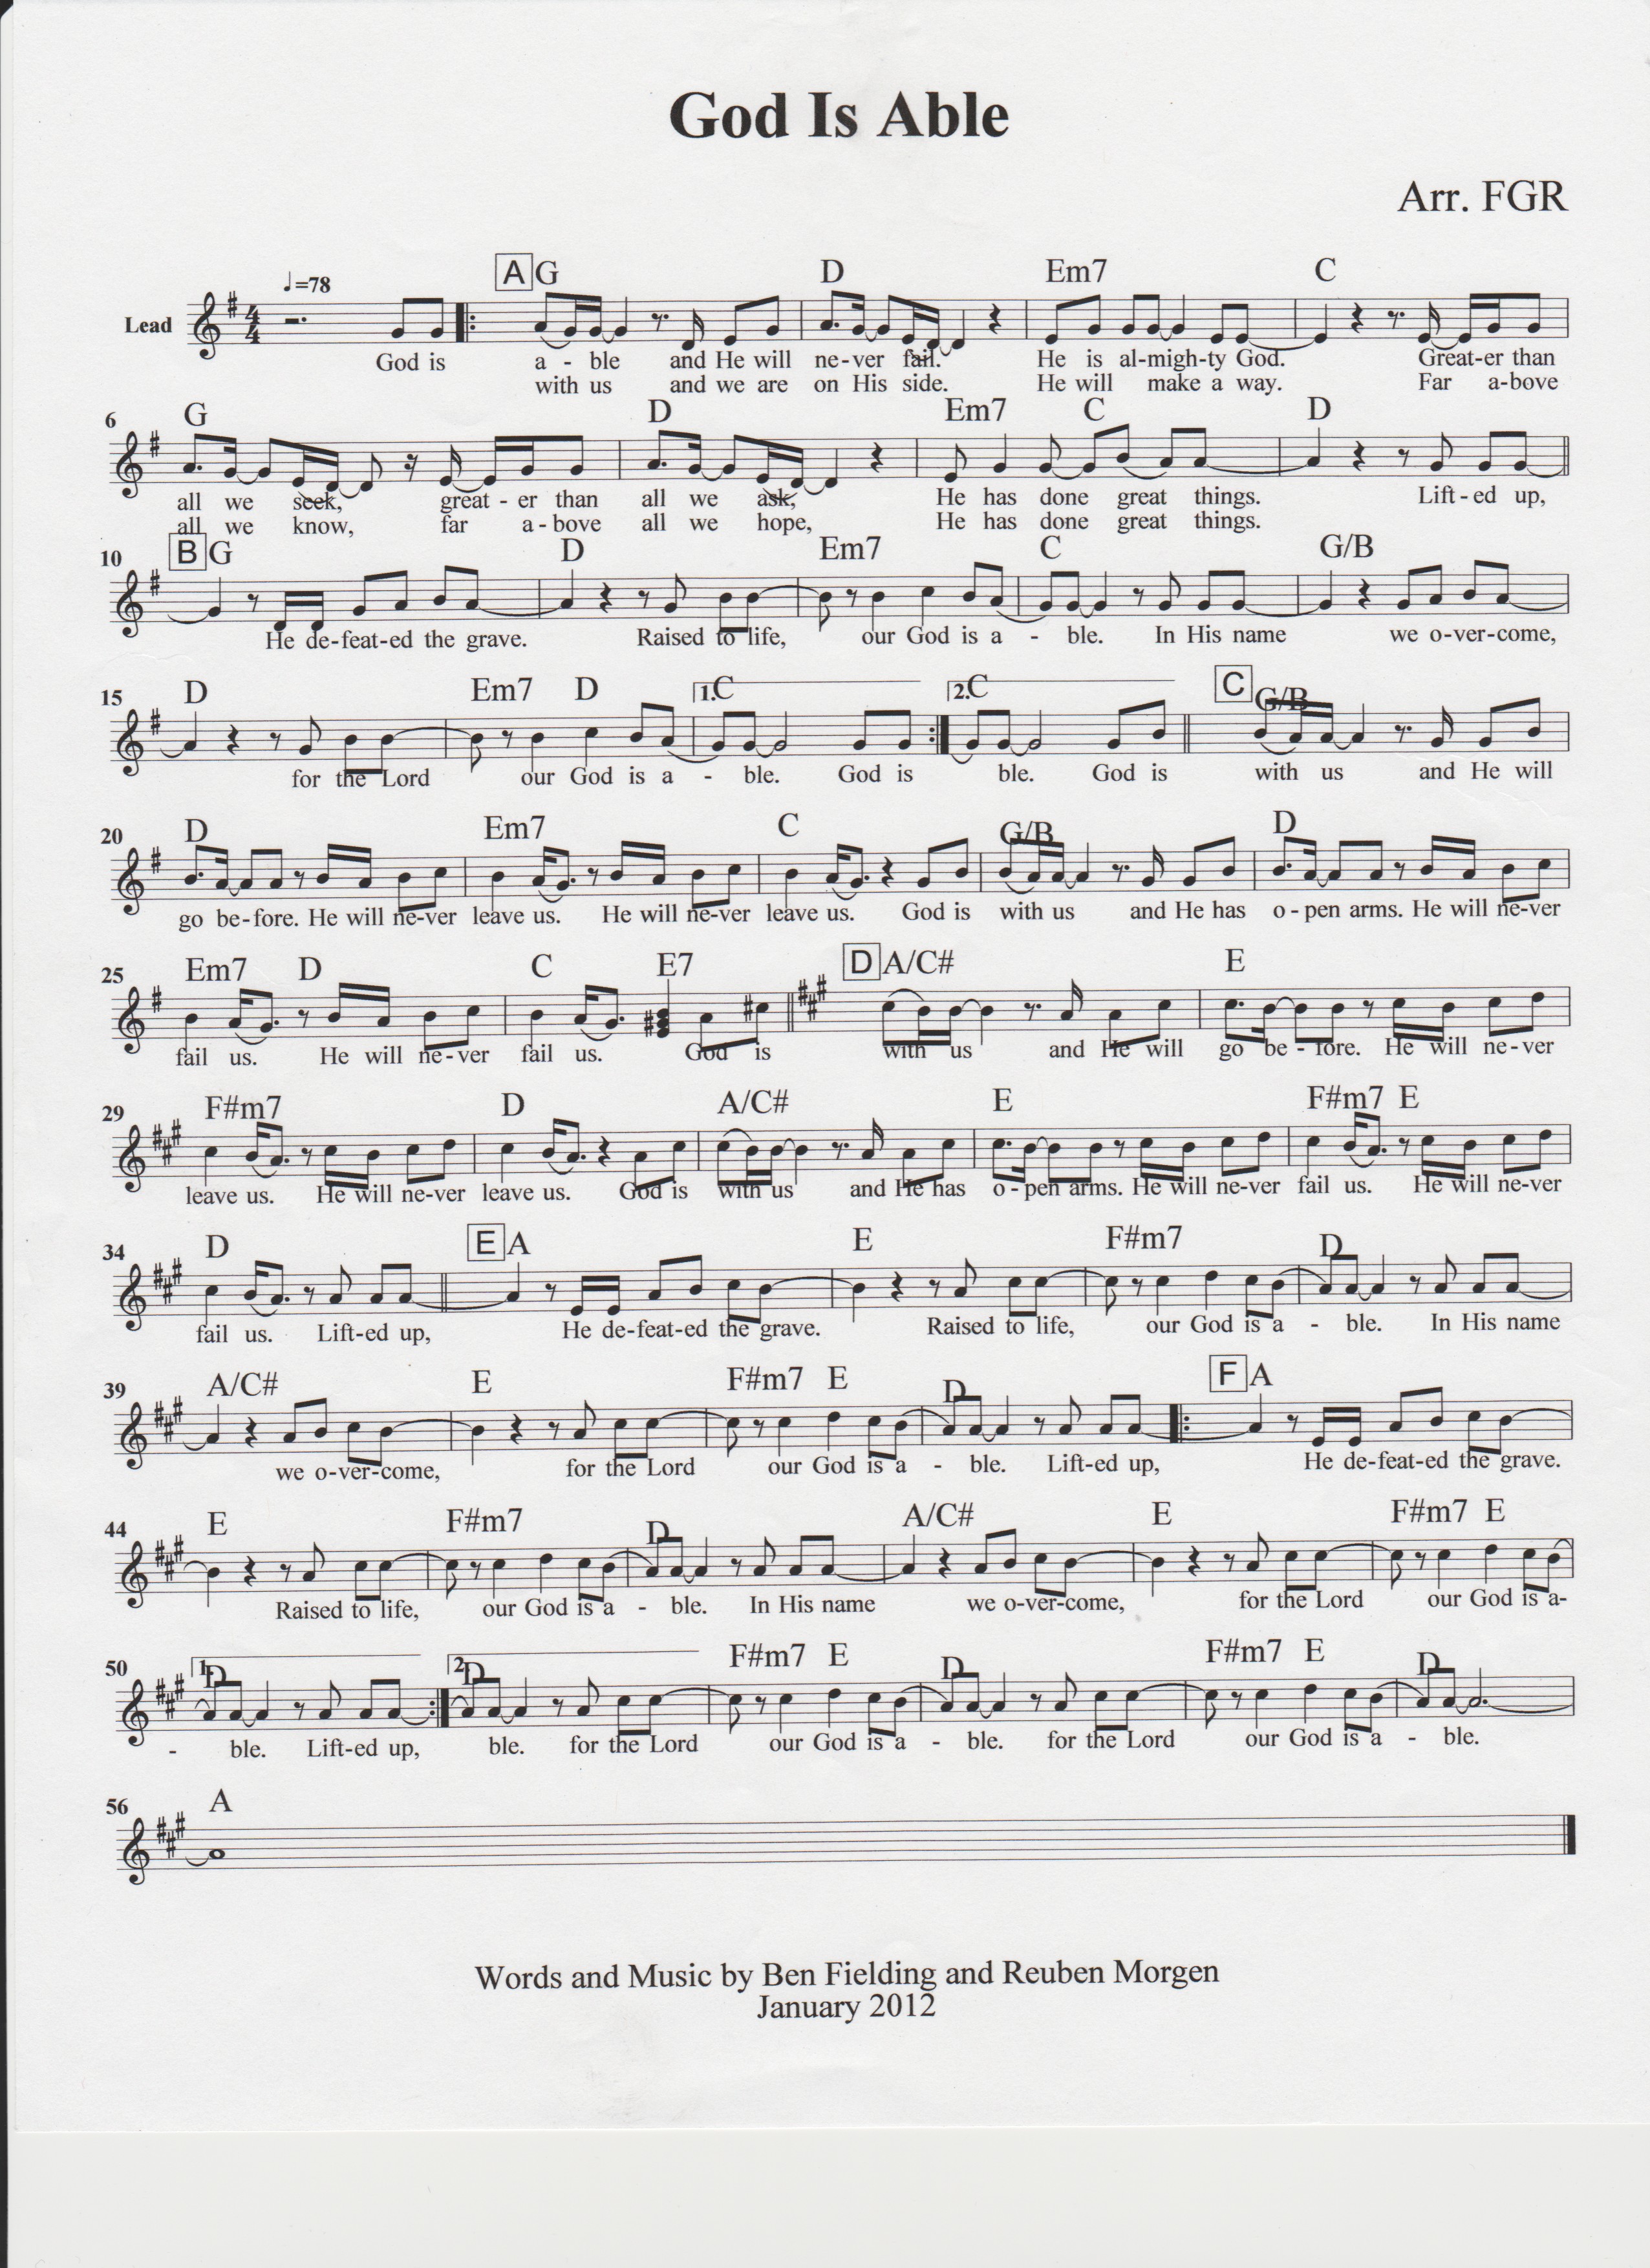 God Is Able
Arr. FGR
♩=78
A G D Em7 C
Lead
4
4
God is a - ble and He will ne-ver fail. He is al-migh-ty God. Great-er than
with us and we are on His side. He will make a way. Far a-bove
6 G D Em7 C D
all we seek, great - er than all we ask, He has done great things. Lift-ed up,
all we know, far a-bove all we hope, He has done great things.
10 B G D Em7 C G/B
He de-feat-ed the grave. Raised to life, our God is a - ble. In His name we o-ver-come,
15 D Em7 D 1. C 2. C C G/B
for the Lord our God is a - ble. God is ble. God is with us and He will
20 D Em7 C G/B D
go be-fore. He will ne-ver leave us. He will ne-ver leave us. God is with us and He has o-pen arms. He will ne-ver
25 Em7 D C E7 D A/C# E
fail us. He will ne-ver fail us. God is with us and He will go be - fore. He will ne-ver
29 F#m7 D A/C# E F#m7 E
leave us. He will ne-ver leave us. God is with us and He has o-pen arms. He will ne-ver fail us. He will ne-ver
34 D E A E F#m7 D
fail us. Lift-ed up, He de-feat-ed the grave. Raised to life, our God is a - ble. In His name
39 A/C# E F#m7 E D F A
we o-ver-come, for the Lord our God is a - ble. Lift-ed up, He de-feat-ed the grave.
44 E F#m7 D A/C# E F#m7 E
Raised to life, our God is a - ble. In His name we o-ver-come, for the Lord our God is a-
50 1. D 2. D F#m7 E D F#m7 E D
- ble. Lift-ed up, ble. for the Lord our God is a - ble. for the Lord our God is a - ble.
56 A
Words and Music by Ben Fielding and Reuben Morgen
January 2012